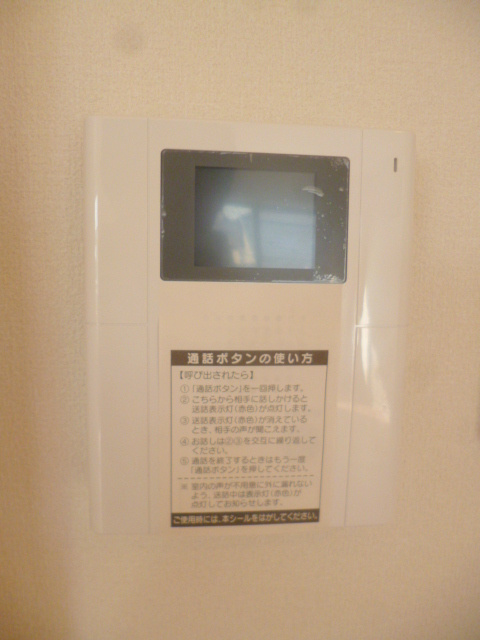 通話ボタンの使い方
【呼び出されたら】
①「通話ボタン」を一回押します。
②こちらから相手に話しかけると
送話表示灯(赤色)が点灯します。
③送話表示灯(赤色)が消えている
とき、相手の声が聞こえます。
④お話しは②③を交互に繰り返して
ください。
⑤通話を終了するときはもう一度
「通話ボタン」を押してください。
※室内の声が不用意に外に漏れない
よう、送話中は表示灯(赤色)が
点灯してお知らせします。
ご使用時には、本シールをはがしてください。